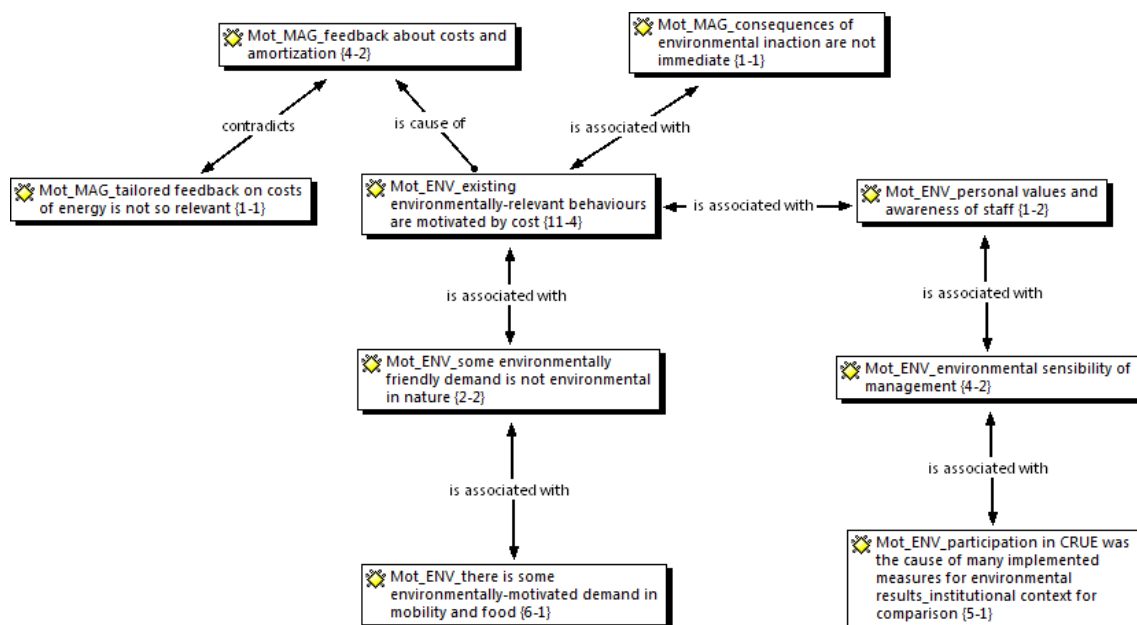 Mot_MAG_feedback about costs and
amortization {4-2}
Mot_MAG_consequences of
environmental inaction are not
immediate {1-1}
contradicts
is cause of
is associated with
Mot_MAG_tailored feedback on costs
of energy is not so relevant {1-1}
Mot_ENV_existing
environmentally-relevant behaviours
are motivated by cost {11-4}
is associated with
Mot_ENV_personal values and
awareness of staff {1-2}
is associated with
is associated with
Mot_ENV_some environmentally
friendly demand is not environmental
in nature {2-2}
Mot_ENV_environmental sensibility of
management {4-2}
is associated with
is associated with
Mot_ENV_there is some
environmentally-motivated demand in
mobility and food {6-1}
Mot_ENV_participation in CRUE was
the cause of many implemented
measures for environmental
results_institutional context for
comparison {5-1}